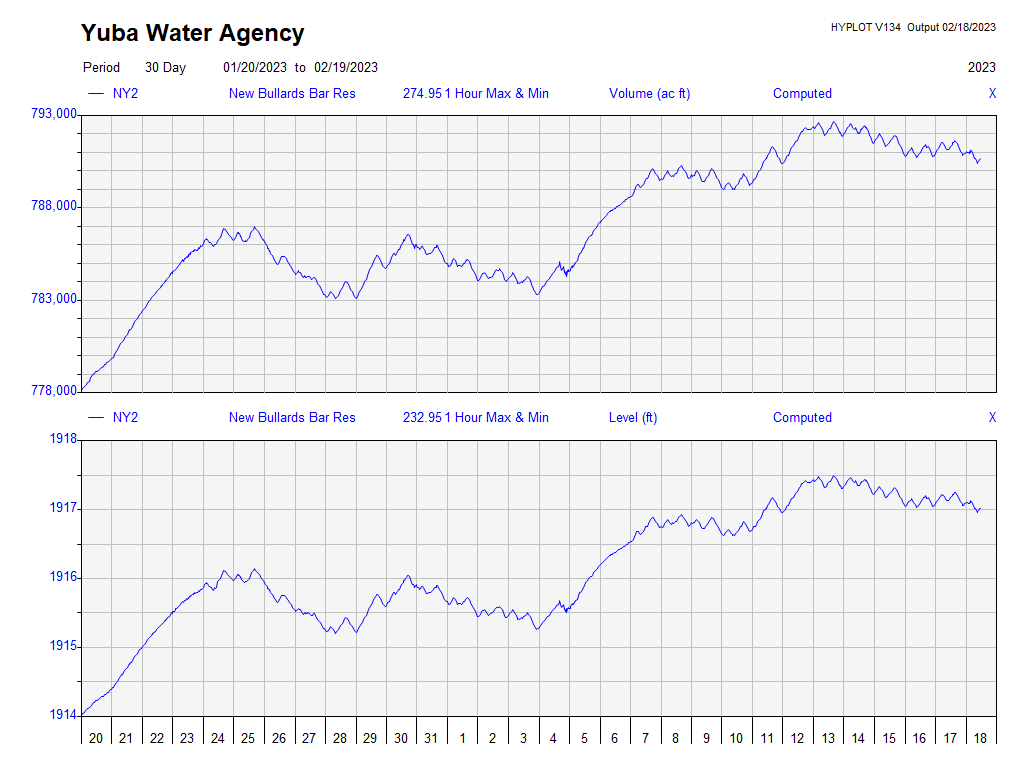 Yuba Water Agency
HYPLOT V134 Output 02/18/2023
Period 30 Day 01/20/2023 to 02/19/2023 2023
NY2 New Bullards Bar Res 274.95 1 Hour Max & Min Volume (ac ft) Computed X
793,000
788,000
783,000
778,000
NY2 New Bullards Bar Res 232.95 1 Hour Max & Min Level (ft) Computed X
1918
1917
1916
1915
1914
20 21 22 23 24 25 26 27 28 29 30 31 1 2 3 4 5 6 7 8 9 10 11 12 13 14 15 16 17 18